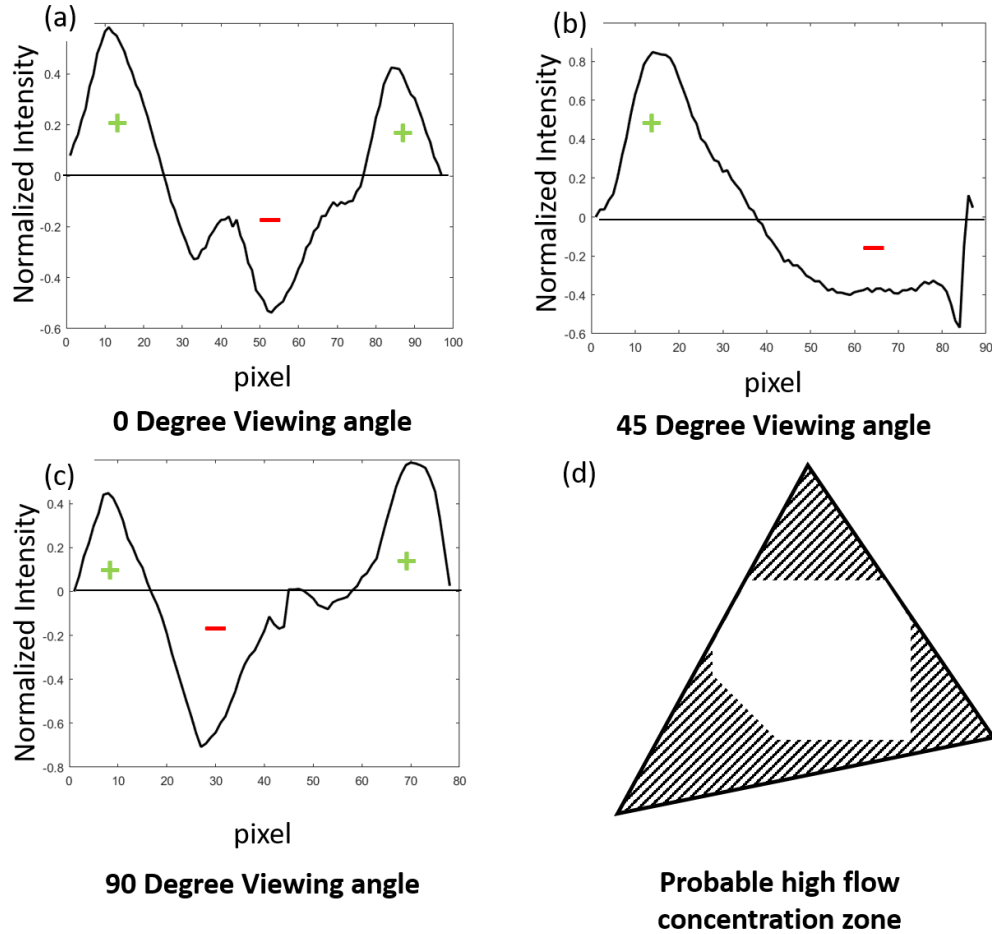 (a)
Normalized Intensity
0.4
0.2
0
-0.2
-0.4
-0.6
0 10 20 30 40 50 60 70 80 90 100
pixel
0 Degree Viewing angle
(b)
Normalized Intensity
0.8
0.6
0.4
0.2
0
-0.2
-0.4
-0.6
0 10 20 30 40 50 60 70 80 90
pixel
45 Degree Viewing angle
(c)
Normalized Intensity
0.4
0.2
0
-0.2
-0.4
-0.6
-0.8
0 10 20 30 40 50 60 70 80
pixel
90 Degree Viewing angle
(d)
Probable high flow
concentration zone